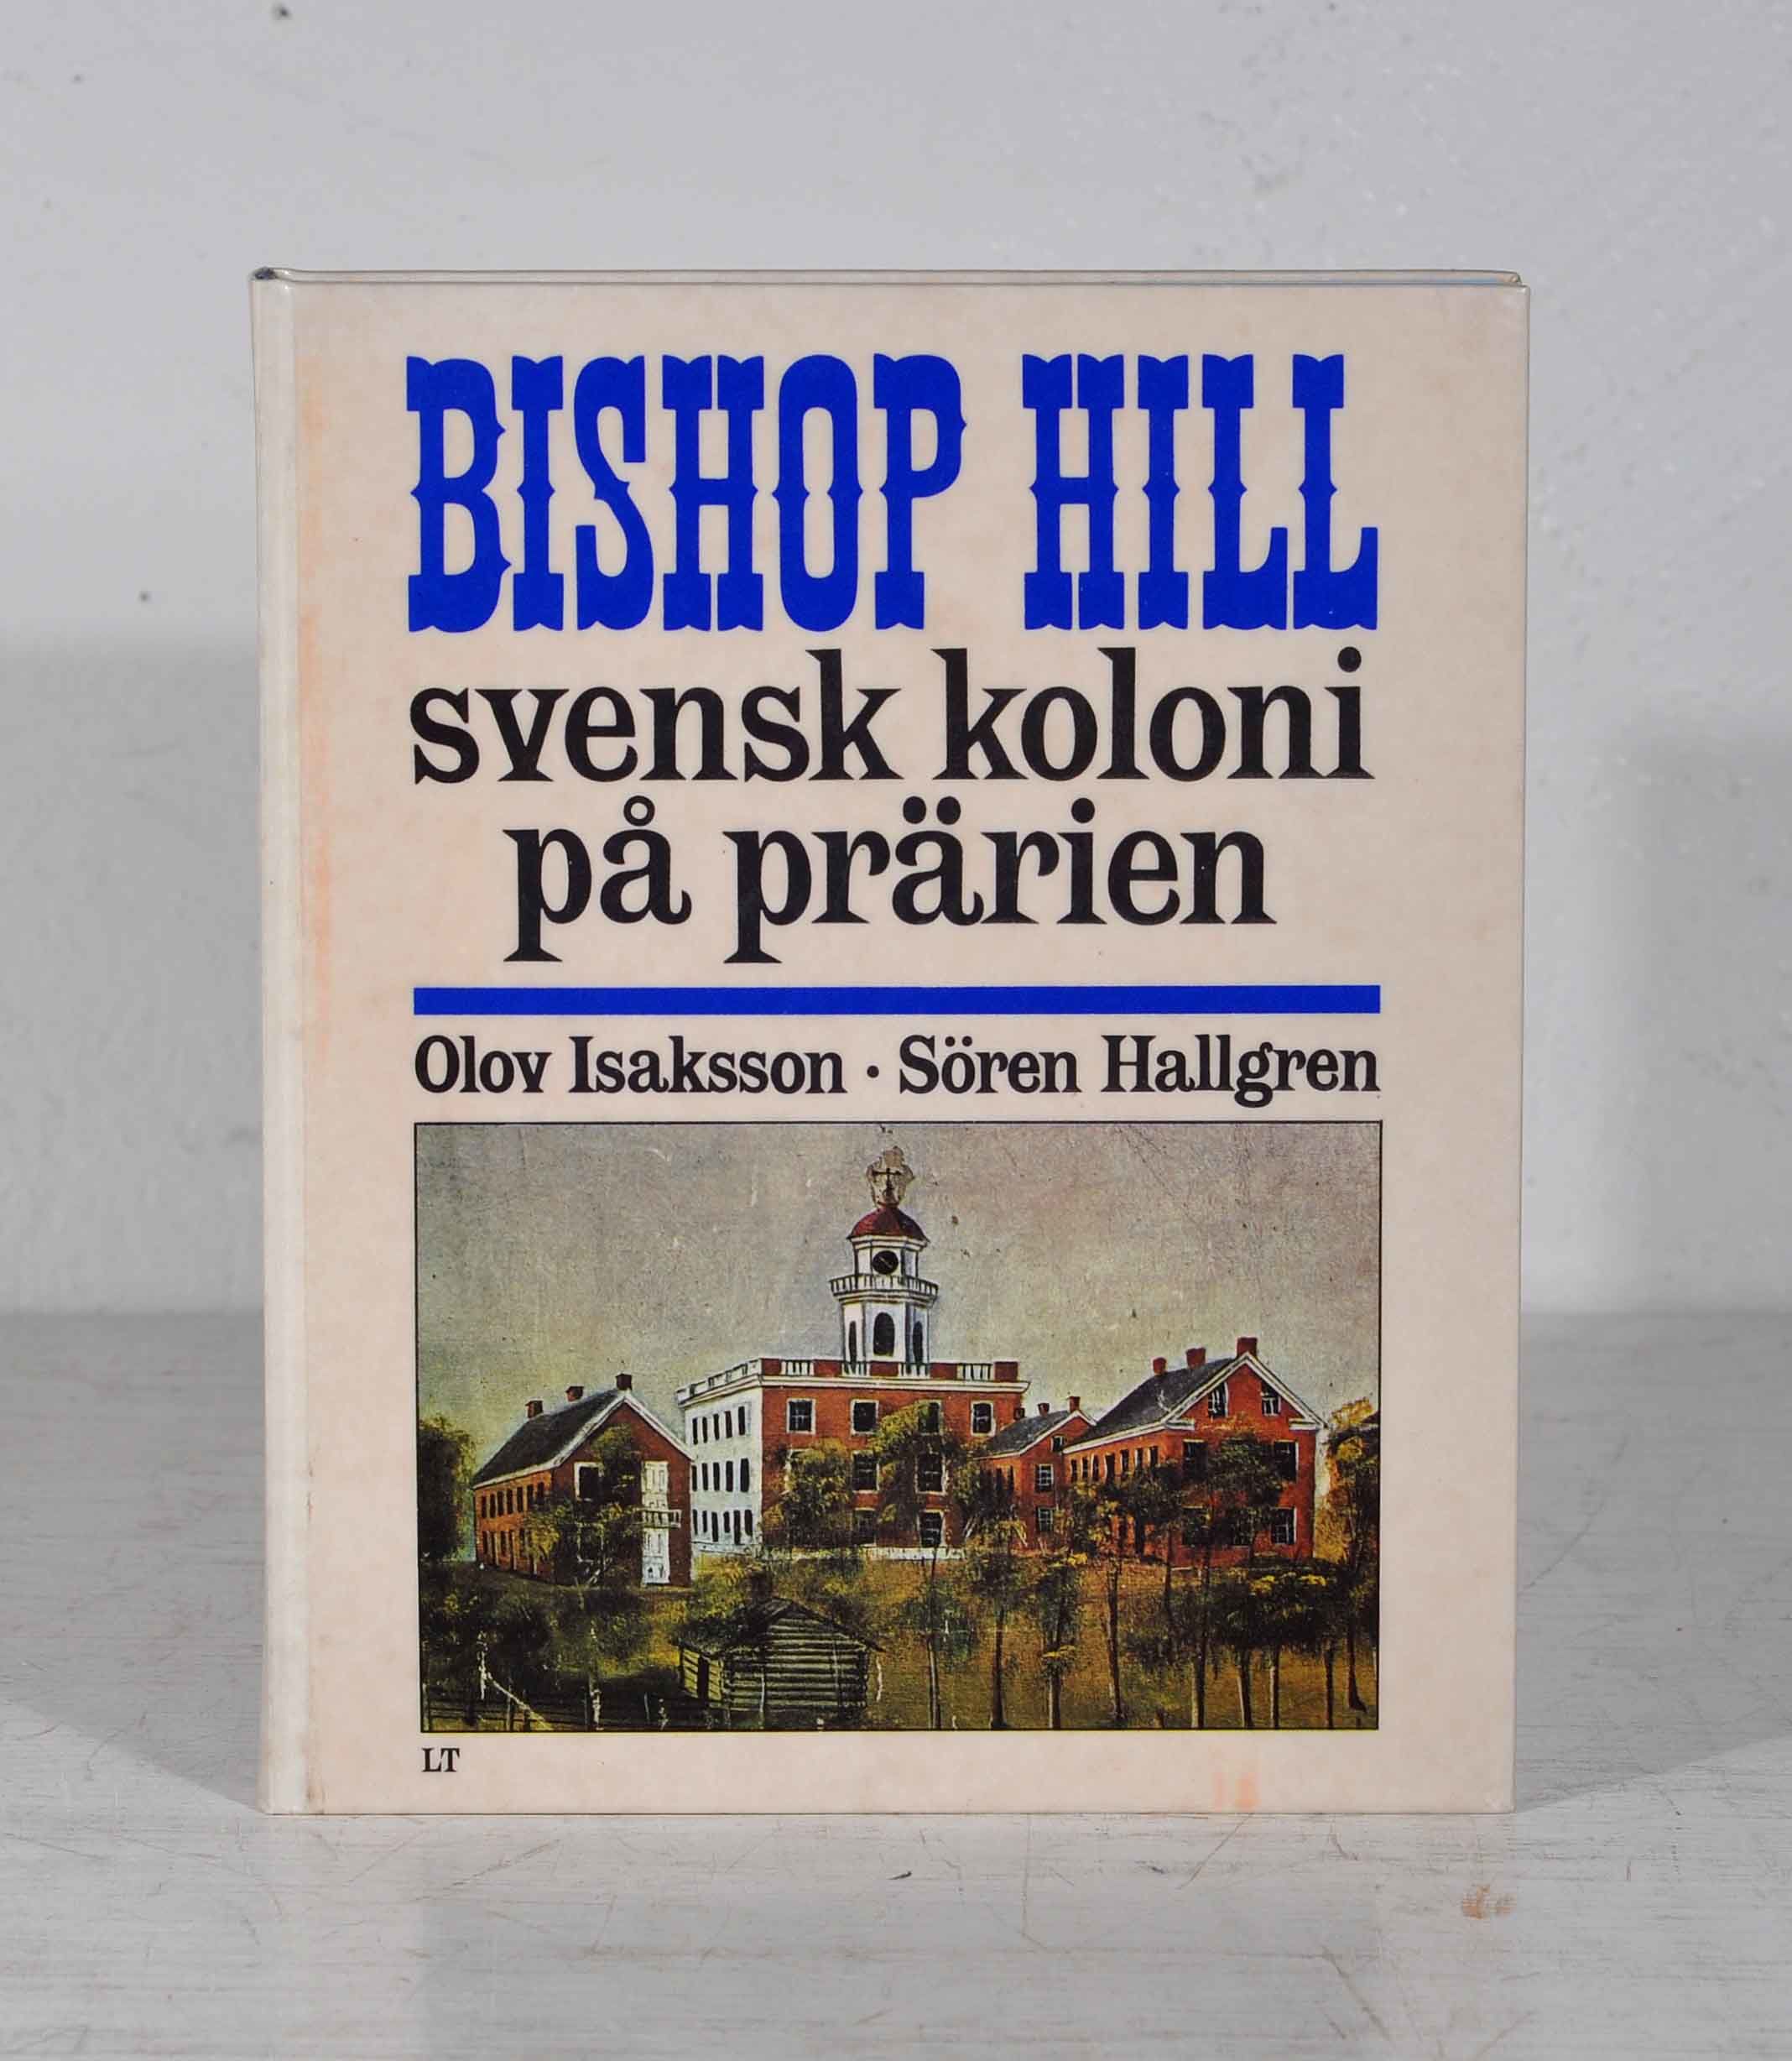 BISHOP HILL
svensk koloni
på prärien
Olov Isaksson · Sören Hallgren
LT